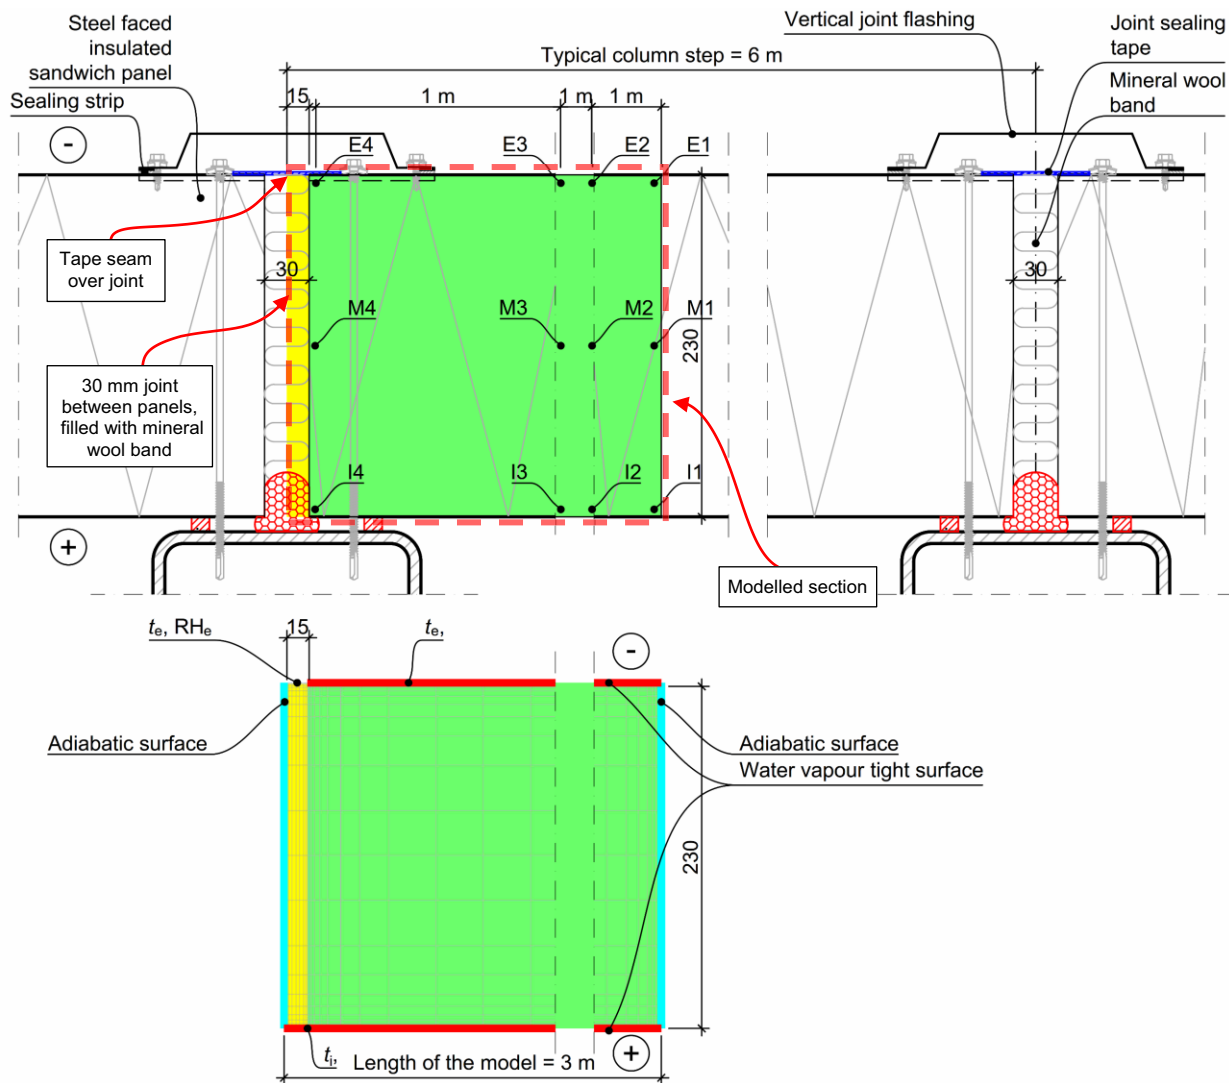 Steel faced
insulated
sandwich panel
Sealing strip
Vertical joint flashing
Joint sealing
tape
Mineral wool
band
Typical column step = 6 m
15
1 m
1 m
1 m
-
E4
E3
E2
E1
Tape seam
over joint
30
30
M4
M3
M2
M1
230
30 mm joint
between panels,
filled with mineral
wool band
I4
I3
I2
I1
+
Modelled section
te, RHe
15
te,
-
Adiabatic surface
Adiabatic surface
Water vapour tight surface
230
ti,
Length of the model = 3 m
+